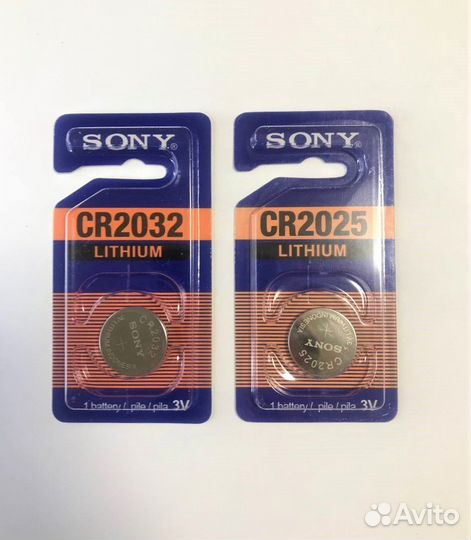 SONY®
CR2032
LITHIUM
CR2032
SONY
1 battery / pile / pila 3V
SONY®
CR2025
LITHIUM
SONY
CR2025
1 battery / pile / pila 3V
Avito